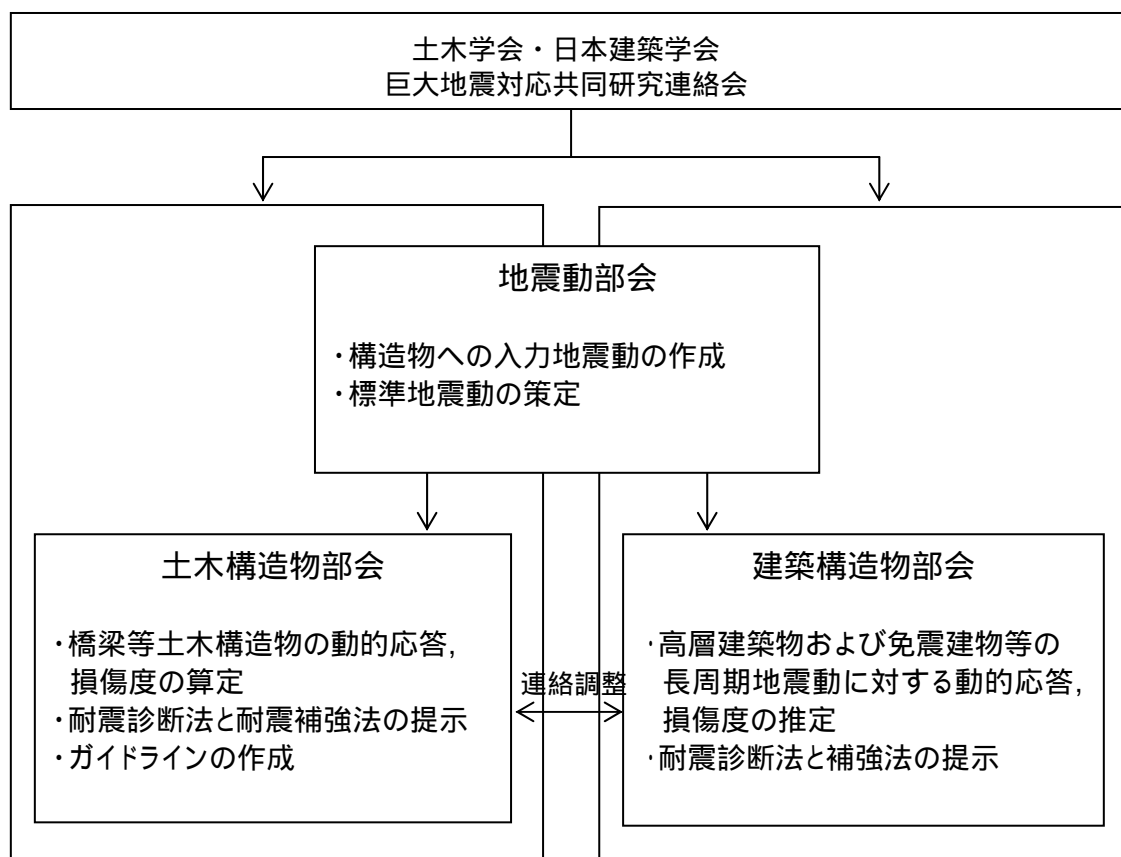 土木学会・日本建築学会
巨大地震対応共同研究連絡会
地震動部会
・構造物への入力地震動の作成
・標準地震動の策定
土木構造物部会
・橋梁等土木構造物の動的応答,
損傷度の算定
・耐震診断法と耐震補強法の提示
・ガイドラインの作成
連絡調整
建築構造物部会
・高層建築物および免震建物等の
長周期地震動に対する動的応答,
損傷度の推定
・耐震診断法と補強法の提示